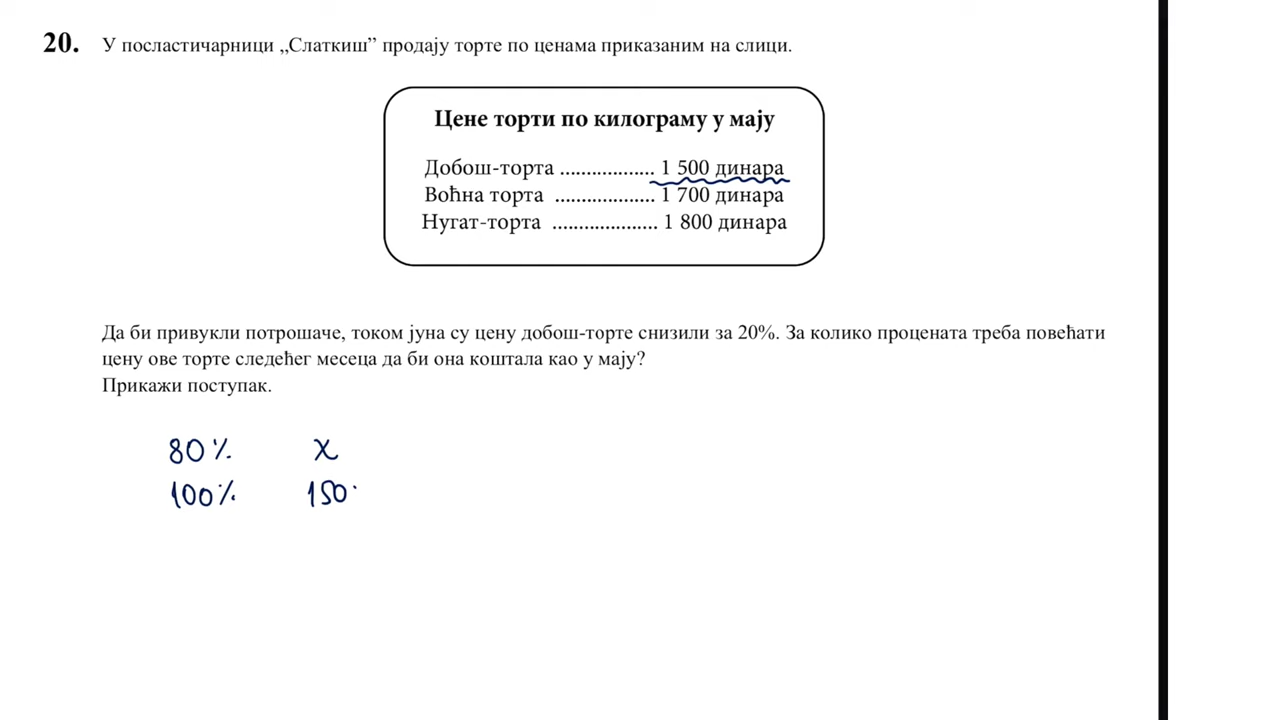 20. У посластичарници „Слаткиш” продају торте по ценама приказаним на слици.
Цене торти по килограму у мају
Добош-торта .................. 1 500 динара
Воћна торта ................... 1 700 динара
Нугат-торта .................... 1 800 динара
Да би привукли потрошаче, током јуна су цену добош-торте снизили за 20%. За колико процената треба повећати
цену ове торте следећег месеца да би она коштала као у мају?
Прикажи поступак.
80% x
100% 150